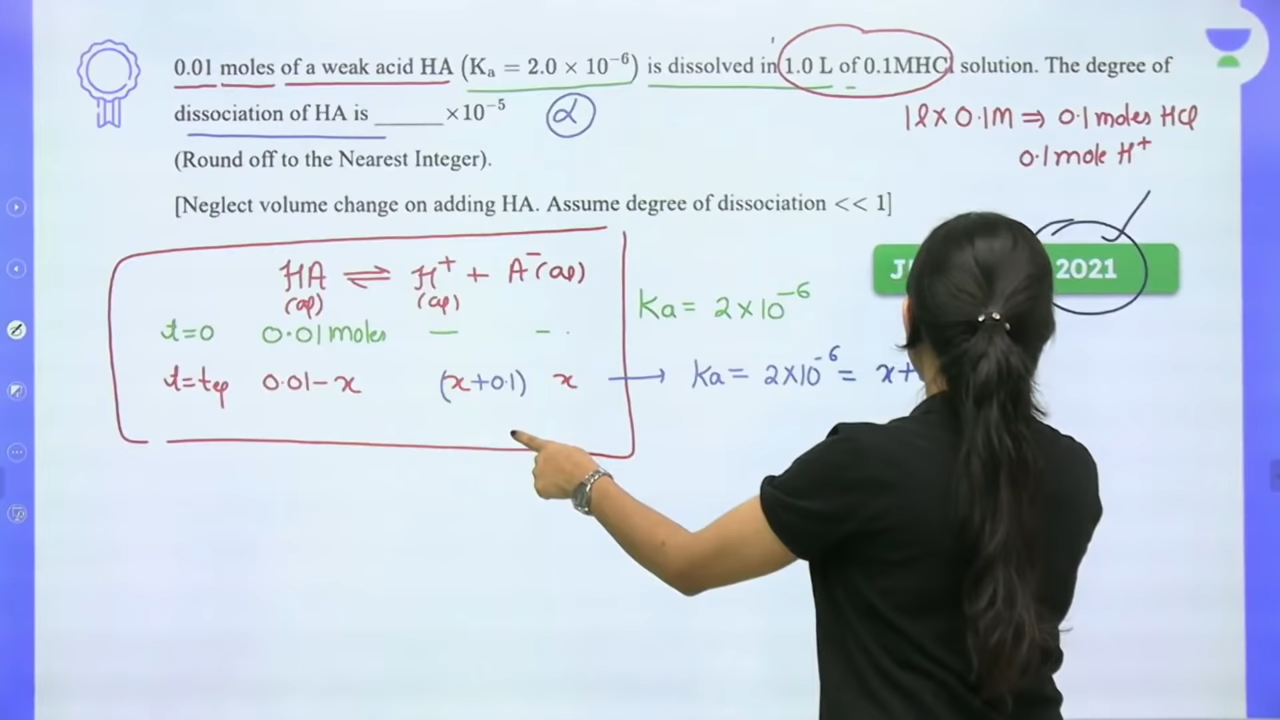 0.01 moles of a weak acid HA (Kₐ = 2.0 × 10⁻⁶) is dissolved in 1.0 L of 0.1MHCl solution. The degree of
dissociation of HA is ______×10⁻⁵ α
(Round off to the Nearest Integer).
[Neglect volume change on adding HA. Assume degree of dissociation << 1]
1l × 0.1M ⇒ 0.1 moles HCl
0.1 mole H⁺
2021
HA ⇌ H⁺ + A⁻(aq)
(aq) (aq)
t=0 0.01 moles — —
t=teq 0.01-x (x+0.1) x
Ka = 2×10⁻⁶
→ Ka = 2×10⁻⁶ = x+